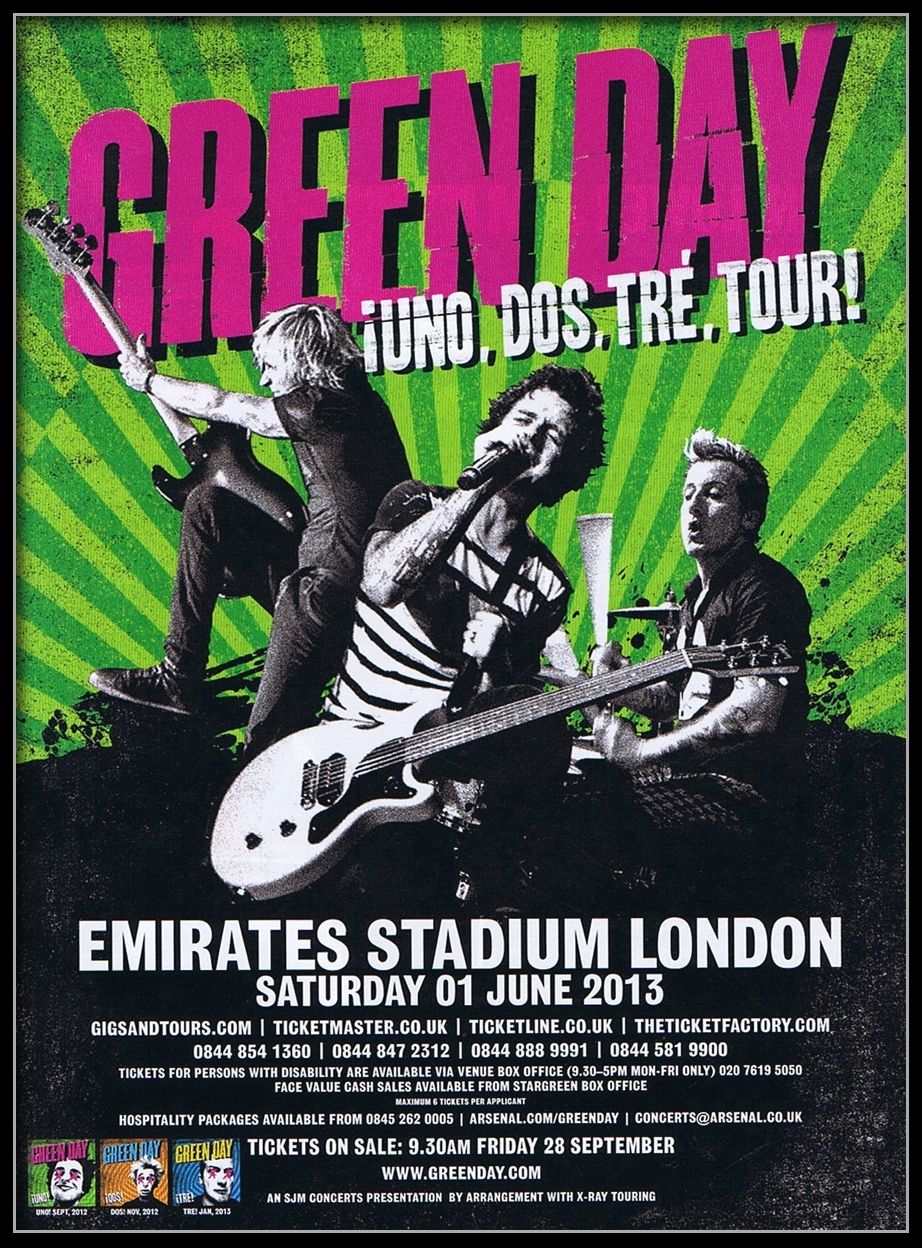 GREEN DAY
¡UNO, DOS, TRÉ, TOUR!
EMIRATES STADIUM LONDON
SATURDAY 01 JUNE 2013
GIGSANDTOURS.COM | TICKETMASTER.CO.UK | TICKETLINE.CO.UK | THETICKETFACTORY.COM
0844 854 1360 | 0844 847 2312 | 0844 888 9991 | 0844 581 9900
TICKETS FOR PERSONS WITH DISABILITY ARE AVAILABLE VIA VENUE BOX OFFICE (9.30–5PM MON-FRI ONLY) 020 7619 5050
FACE VALUE CASH SALES AVAILABLE FROM STARGREEN BOX OFFICE
MAXIMUM 6 TICKETS PER APPLICANT
HOSPITALITY PACKAGES AVAILABLE FROM 0845 262 0005 | ARSENAL.COM/GREENDAY | CONCERTS@ARSENAL.CO.UK
TICKETS ON SALE: 9.30AM FRIDAY 28 SEPTEMBER
WWW.GREENDAY.COM
AN SJM CONCERTS PRESENTATION BY ARRANGEMENT WITH X-RAY TOURING
GREEN DAY
¡UNO!
UNO! SEPT, 2012
GREEN DAY
¡DOS!
DOS! NOV, 2012
GREEN DAY
¡TRÉ!
TRE! JAN, 2013